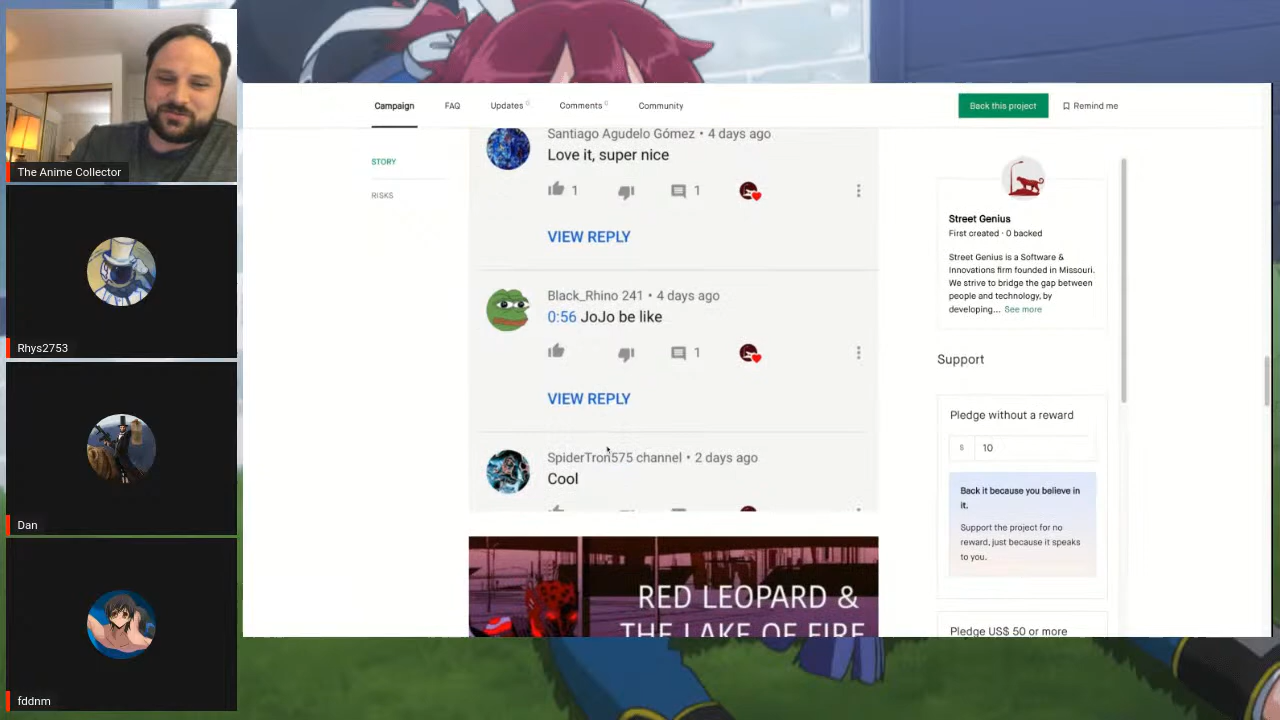 The Anime Collector
Rhys2753
Dan
fddnm
Campaign
FAQ
Updates 0
Comments 0
Community
Back this project
Remind me
STORY
RISKS
Santiago Agudelo Gómez • 4 days ago
Love it, super nice
1
1
VIEW REPLY
Black_Rhino 241 • 4 days ago
0:56 JoJo be like
1
VIEW REPLY
SpiderTron575 channel • 2 days ago
Cool
RED LEOPARD &
THE LAKE OF FIRE
Street Genius
First created · 0 backed
Street Genius is a Software &
Innovations firm founded in Missouri.
We strive to bridge the gap between
people and technology, by
developing... See more
Support
Pledge without a reward
$ 10
Back it because you believe in
it.
Support the project for no
reward, just because it speaks
to you.
Pledge US$ 50 or more